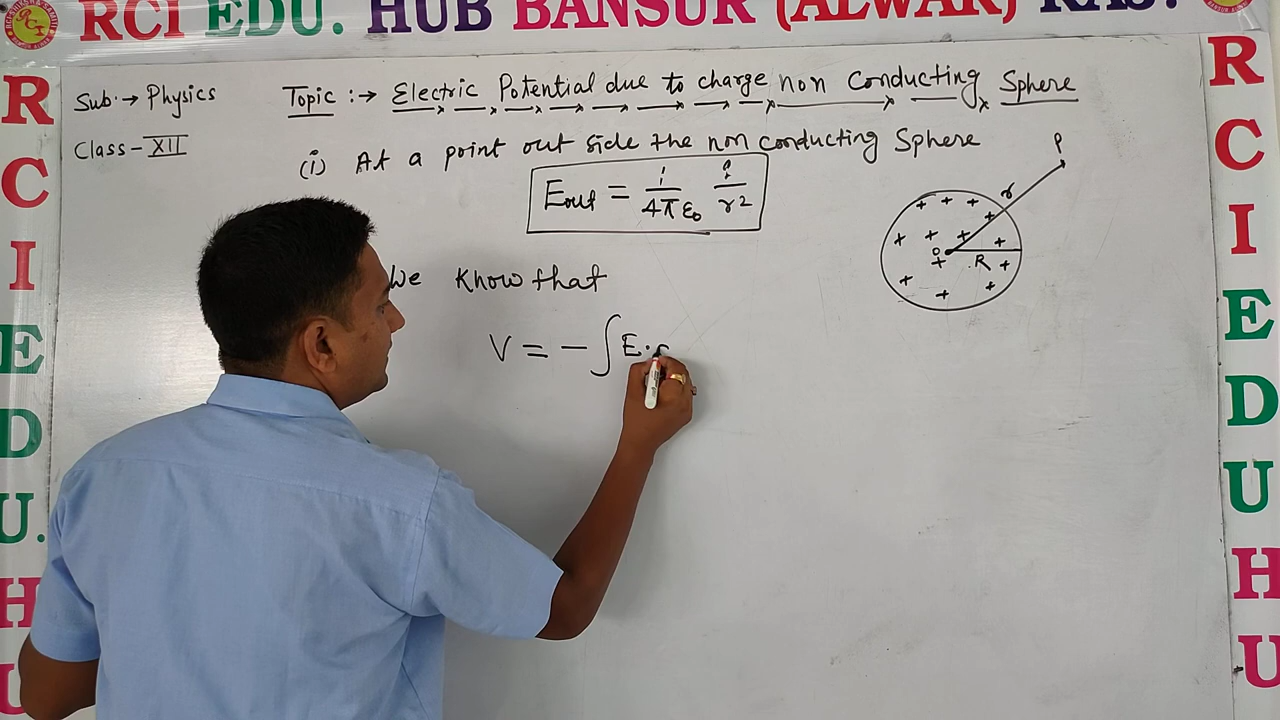 RCI EDU. HUB BANSUR (ALWAR) RAJ.
R
C
I
E
D
U.
H
U
Sub.→ Physics
Class – XII
Topic :→ Electric Potential due to charge non Conducting Sphere
(i) At a point out side the non conducting Sphere
Eout = 1/4πε₀ q/r²
We Know that
V = – ∫E.
P
r
O
R
+ + + + + + + + + + + + + +
R
C
I
E
D
U
H
U